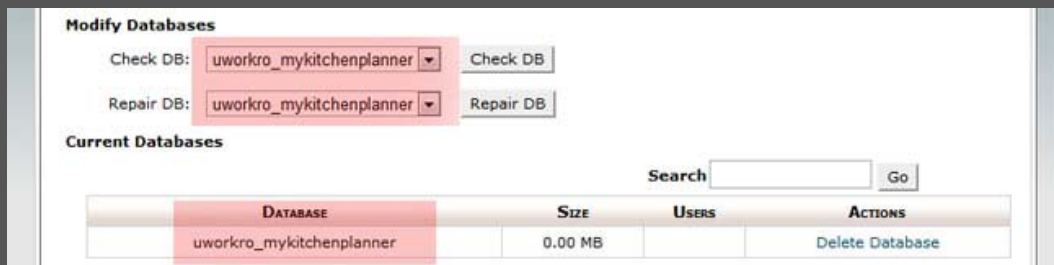 Modify Databases
Check DB: uworkro_mykitchenplanner Check DB
Repair DB: uworkro_mykitchenplanner Repair DB
Current Databases
Search Go
DATABASE SIZE USERS ACTIONS
uworkro_mykitchenplanner 0.00 MB Delete Database